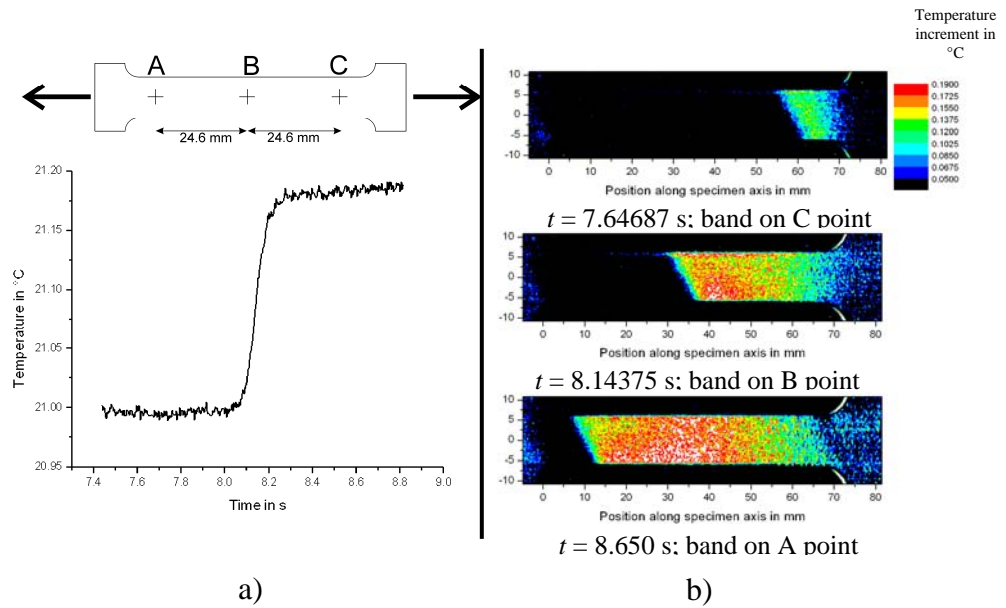 A B C
24.6 mm 24.6 mm
21.20
21.15
21.10
21.05
21.00
20.95
Temperature in °C
7.4 7.6 7.8 8.0 8.2 8.4 8.6 8.8 9.0
Time in s
a)
Temperature
increment in
°C
0.1900
0.1725
0.1550
0.1375
0.1200
0.1025
0.0850
0.0675
0.0500
10
5
0
-5
-10
0 10 20 30 40 50 60 70 80
Position along specimen axis in mm
t = 7.64687 s; band on C point
10
5
0
-5
-10
0 10 20 30 40 50 60 70 80
Position along specimen axis in mm
t = 8.14375 s; band on B point
10
5
0
-5
-10
0 10 20 30 40 50 60 70 80
Position along specimen axis in mm
t = 8.650 s; band on A point
b)